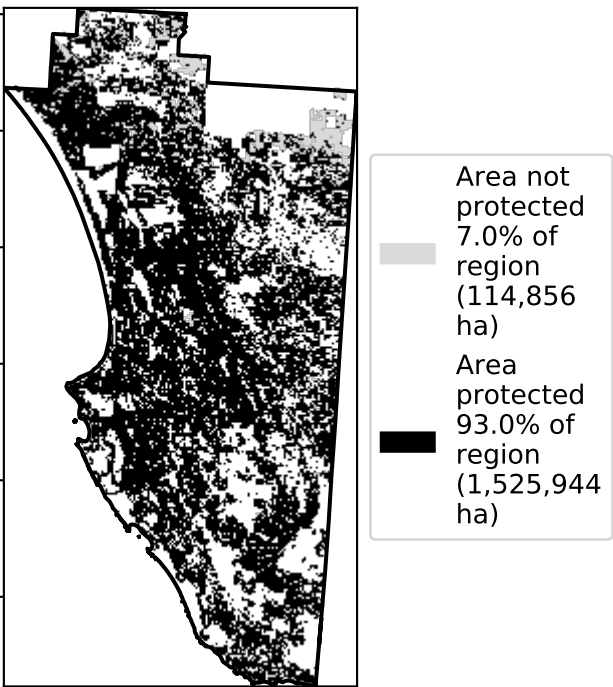 Area not
protected
7.0% of
region
(114,856
ha)
Area
protected
93.0% of
region
(1,525,944
ha)